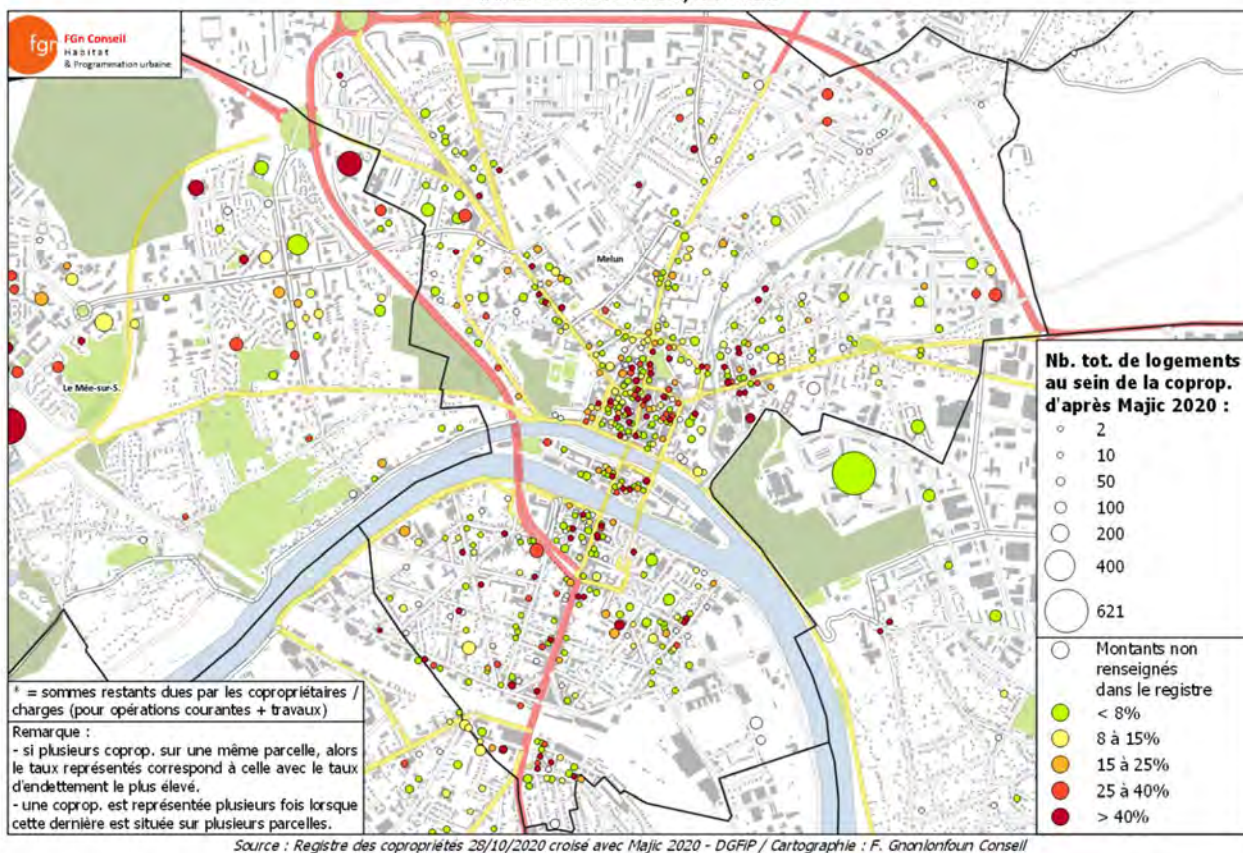 fgn
FGn Conseil
Habitat
& Programmation urbaine
Melun
Le Mée-sur-S.
Nb. tot. de logements
au sein de la coprop.
d'après Majic 2020 :
2
10
50
100
200
400
621
Montants non
renseignés
dans le registre
< 8%
8 à 15%
15 à 25%
25 à 40%
> 40%
* = sommes restants dues par les copropriétaires /
charges (pour opérations courantes + travaux)
Remarque :
- si plusieurs coprop. sur une même parcelle, alors
le taux représentés correspond à celle avec le taux
d'endettement le plus élevé.
- une coprop. est représentée plusieurs fois lorsque
cette dernière est située sur plusieurs parcelles.
Source : Registre des copropriétés 28/10/2020 croisé avec Majic 2020 - DGFiP / Cartographie : F. Gnonlonfoun Conseil